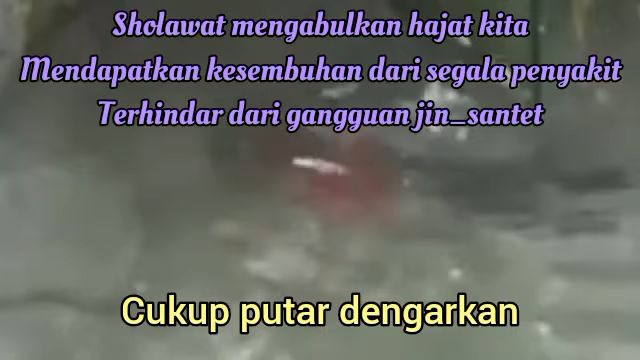 Sholawat mengabulkan hajat kita
Mendapatkan kesembuhan dari segala penyakit
Terhindar dari gangguan jin_santet
Cukup putar dengarkan